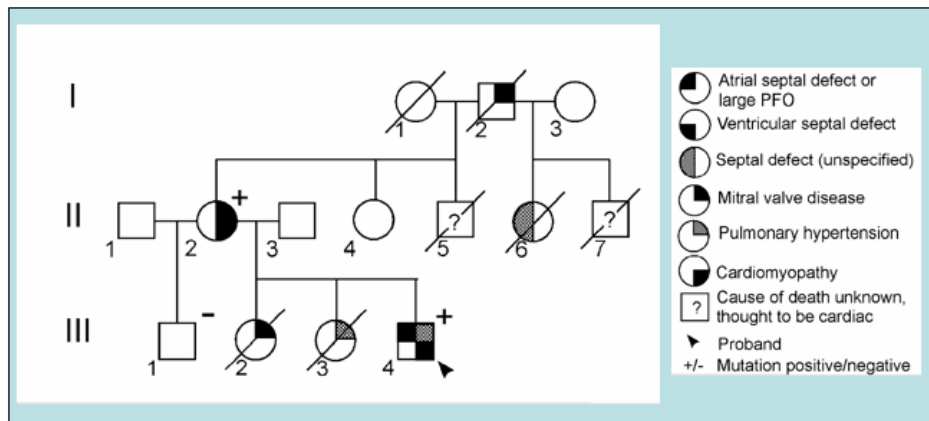 I
1
2
3
II
+
1
2
3
4
?
5
6
?
7
III
-
+
1
2
3
4
Atrial septal defect or
large PFO
Ventricular septal defect
Septal defect (unspecified)
Mitral valve disease
Pulmonary hypertension
Cardiomyopathy
?
Cause of death unknown,
thought to be cardiac
Proband
+/- Mutation positive/negative